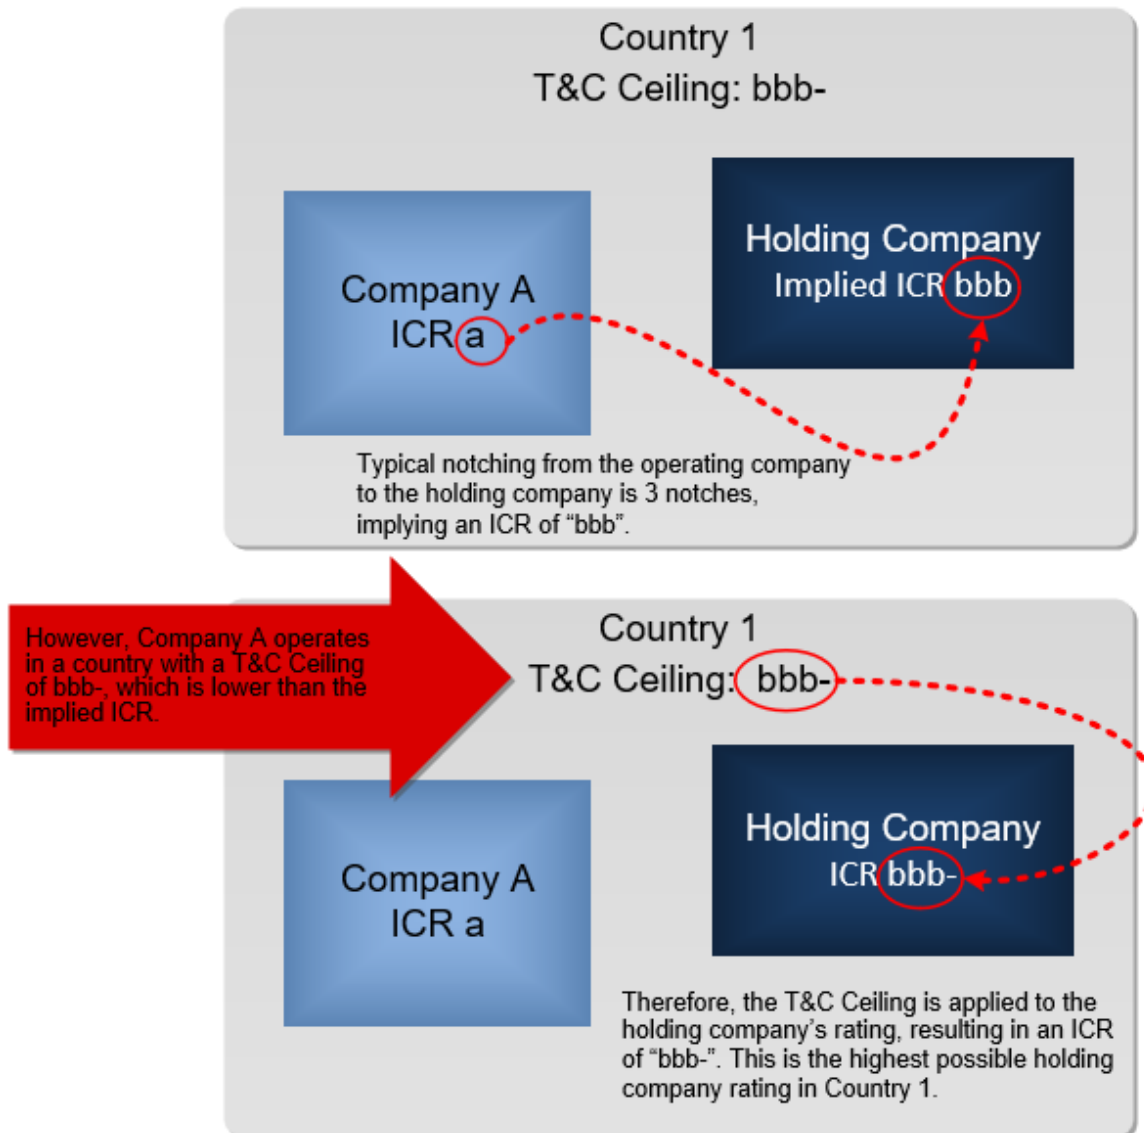 Country 1
T&C Ceiling: bbb-
Company A
ICR a
Holding Company
Implied ICR bbb
Typical notching from the operating company
to the holding company is 3 notches,
implying an ICR of “bbb”.
However, Company A operates
in a country with a T&C Ceiling
of bbb-, which is lower than the
implied ICR.
Country 1
T&C Ceiling: bbb-
Company A
ICR a
Holding Company
ICR bbb-
Therefore, the T&C Ceiling is applied to the
holding company’s rating, resulting in an ICR
of “bbb-”. This is the highest possible holding
company rating in Country 1.